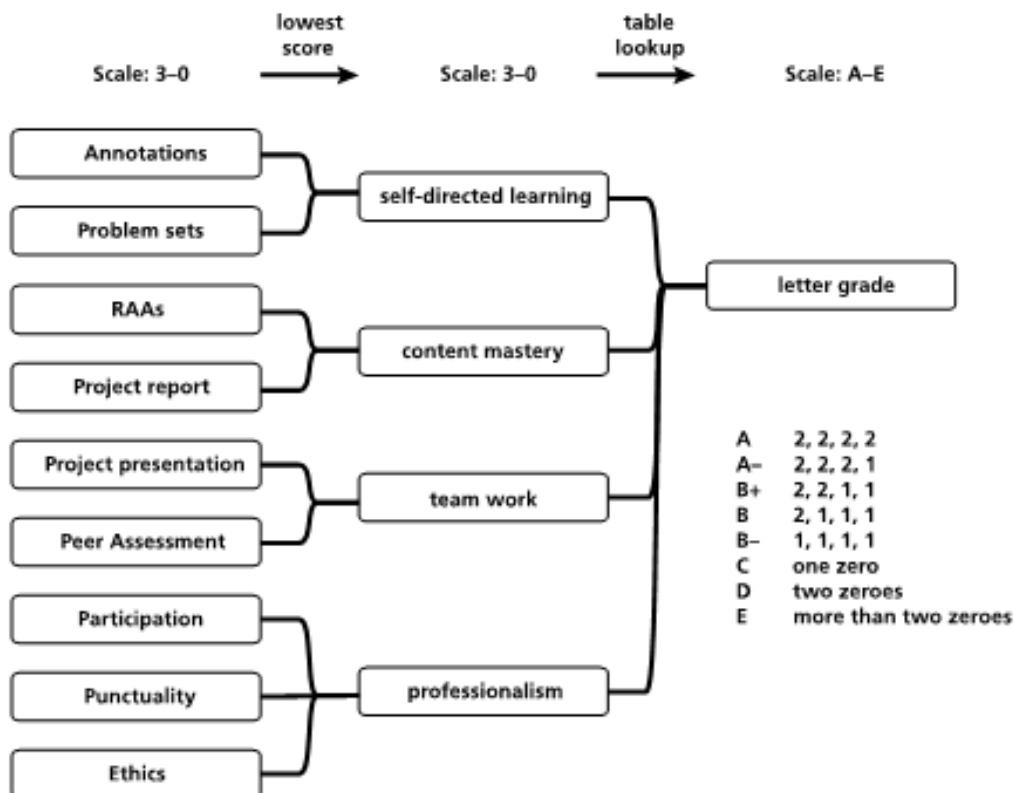 lowest
score
table
lookup
Scale: 3–0
Scale: 3–0
Scale: A–E
Annotations
Problem sets
self-directed learning
RAAs
Project report
content mastery
Project presentation
Peer Assessment
team work
Participation
Punctuality
Ethics
professionalism
letter grade
A 2, 2, 2, 2
A– 2, 2, 2, 1
B+ 2, 2, 1, 1
B 2, 1, 1, 1
B– 1, 1, 1, 1
C one zero
D two zeroes
E more than two zeroes